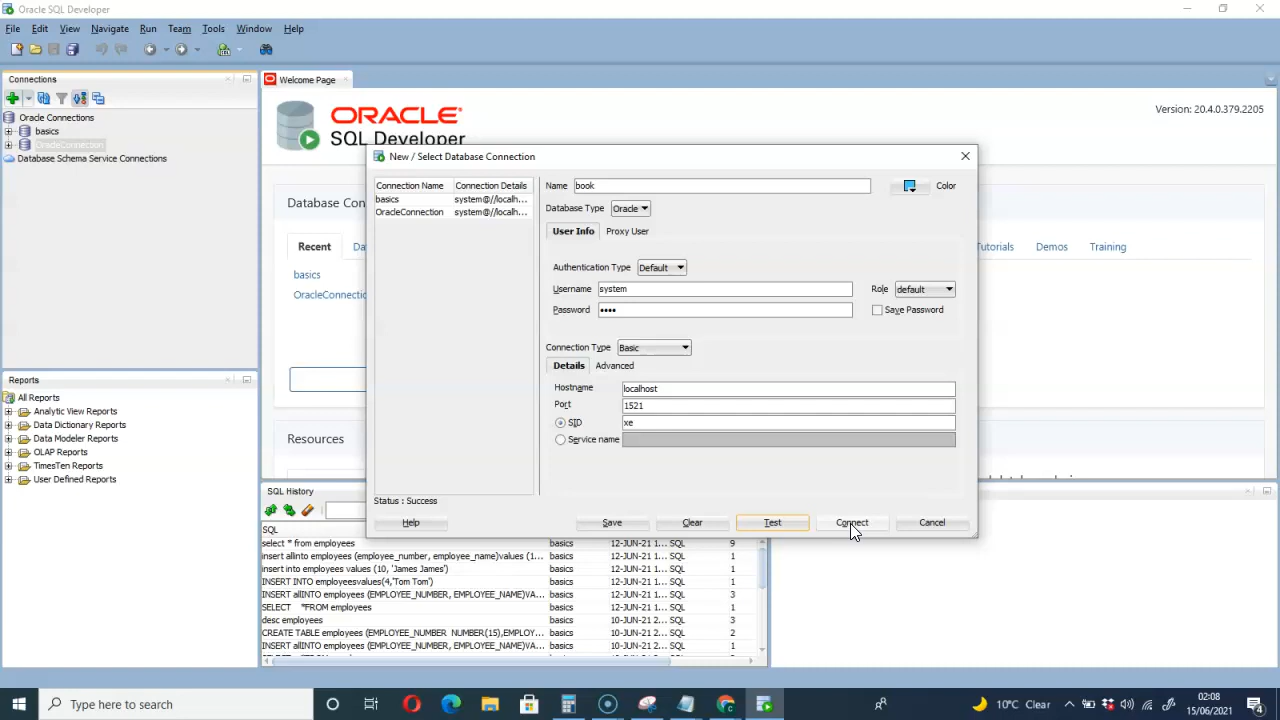 Oracle SQL Developer
File Edit View Navigate Run Team Tools Window Help
Connections
Oracle Connections
basics
OracleConnection
Database Schema Service Connections
Reports
All Reports
Analytic View Reports
Data Dictionary Reports
Data Modeler Reports
OLAP Reports
TimesTen Reports
User Defined Reports
Welcome Page
ORACLE
SQL Developer
Version: 20.4.0.379.2205
Database Con
Recent Da
Tutorials Demos Training
basics
OracleConnectio
Resources
New / Select Database Connection
Connection Name Connection Details
basics system@//localh...
OracleConnection system@//localh...
Name book Color
Database Type Oracle
User Info Proxy User
Authentication Type Default
Username system Role default
Password •••• Save Password
Connection Type Basic
Details Advanced
Hostname localhost
Port 1521
SID xe
Service name
Status : Success
Help Save Clear Test Connect Cancel
SQL History
SQL
select * from employees basics 12-JUN-21 1... SQL 9
insert allinto employees (employee_number, employee_name)values (1... basics 12-JUN-21 1... SQL 1
insert into employees values (10, 'James James') basics 12-JUN-21 1... SQL 1
INSERT INTO employeesvalues(4,'Tom Tom') basics 12-JUN-21 1... SQL 1
INSERT allINTO employees (EMPLOYEE_NUMBER, EMPLOYEE_NAME)VA... basics 12-JUN-21 1... SQL 3
SELECT *FROM employees basics 12-JUN-21 1... SQL 1
desc employees basics 10-JUN-21 2... SQL 3
CREATE TABLE employees (EMPLOYEE_NUMBER NUMBER(15),EMPLOY... basics 10-JUN-21 2... SQL 2
INSERT allINTO employees (EMPLOYEE_NUMBER, EMPLOYEE_NAME)VA... basics 10-JUN-21 2... SQL 1
Type here to search
10°C Clear
02:08
15/06/2021
4